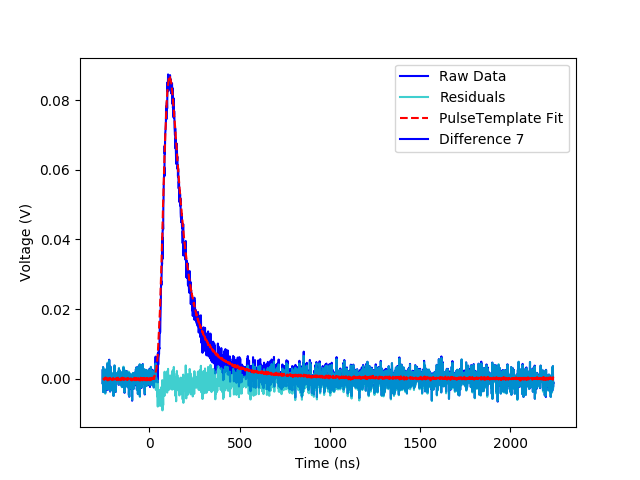 Raw Data
Residuals
PulseTemplate Fit
Difference 7
0.08
0.06
0.04
0.02
0.00
Voltage (V)
0
500
1000
1500
2000
Time (ns)